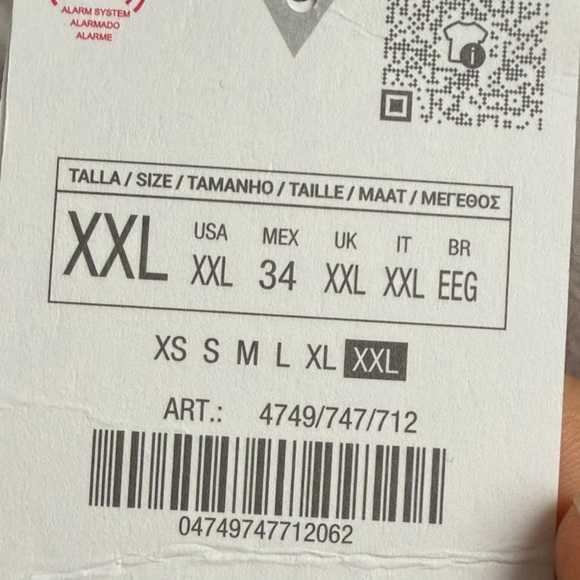 ALARM SYSTEM
ALARMADO
ALARME
TALLA / SIZE / TAMANHO / TAILLE / MAAT / ΜΕΓΕΘΟΣ
XXL
USA MEX UK IT BR
XXL 34 XXL XXL EEG
XS S M L XL XXL
ART.: 4749/747/712
04749747712062